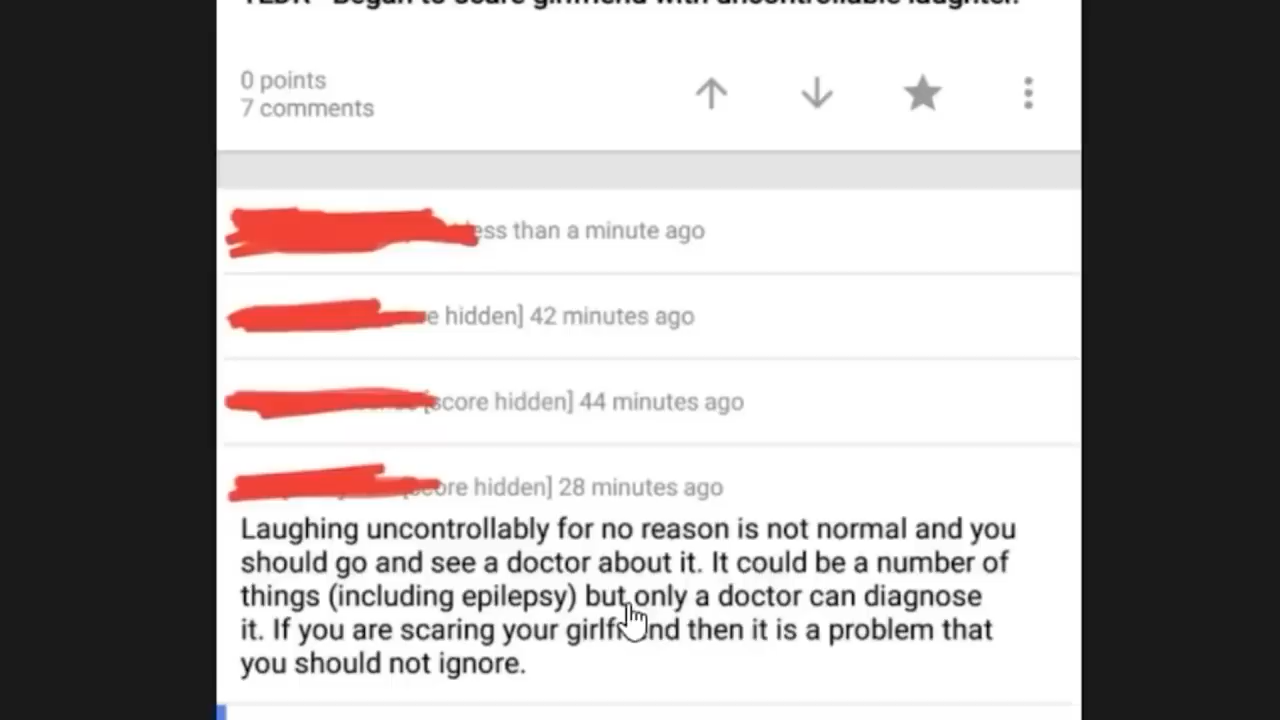 0 points
7 comments
less than a minute ago
hidden] 42 minutes ago
[score hidden] 44 minutes ago
hidden] 28 minutes ago
Laughing uncontrollably for no reason is not normal and you
should go and see a doctor about it. It could be a number of
things (including epilepsy) but only a doctor can diagnose
it. If you are scaring your girlfriend then it is a problem that
you should not ignore.